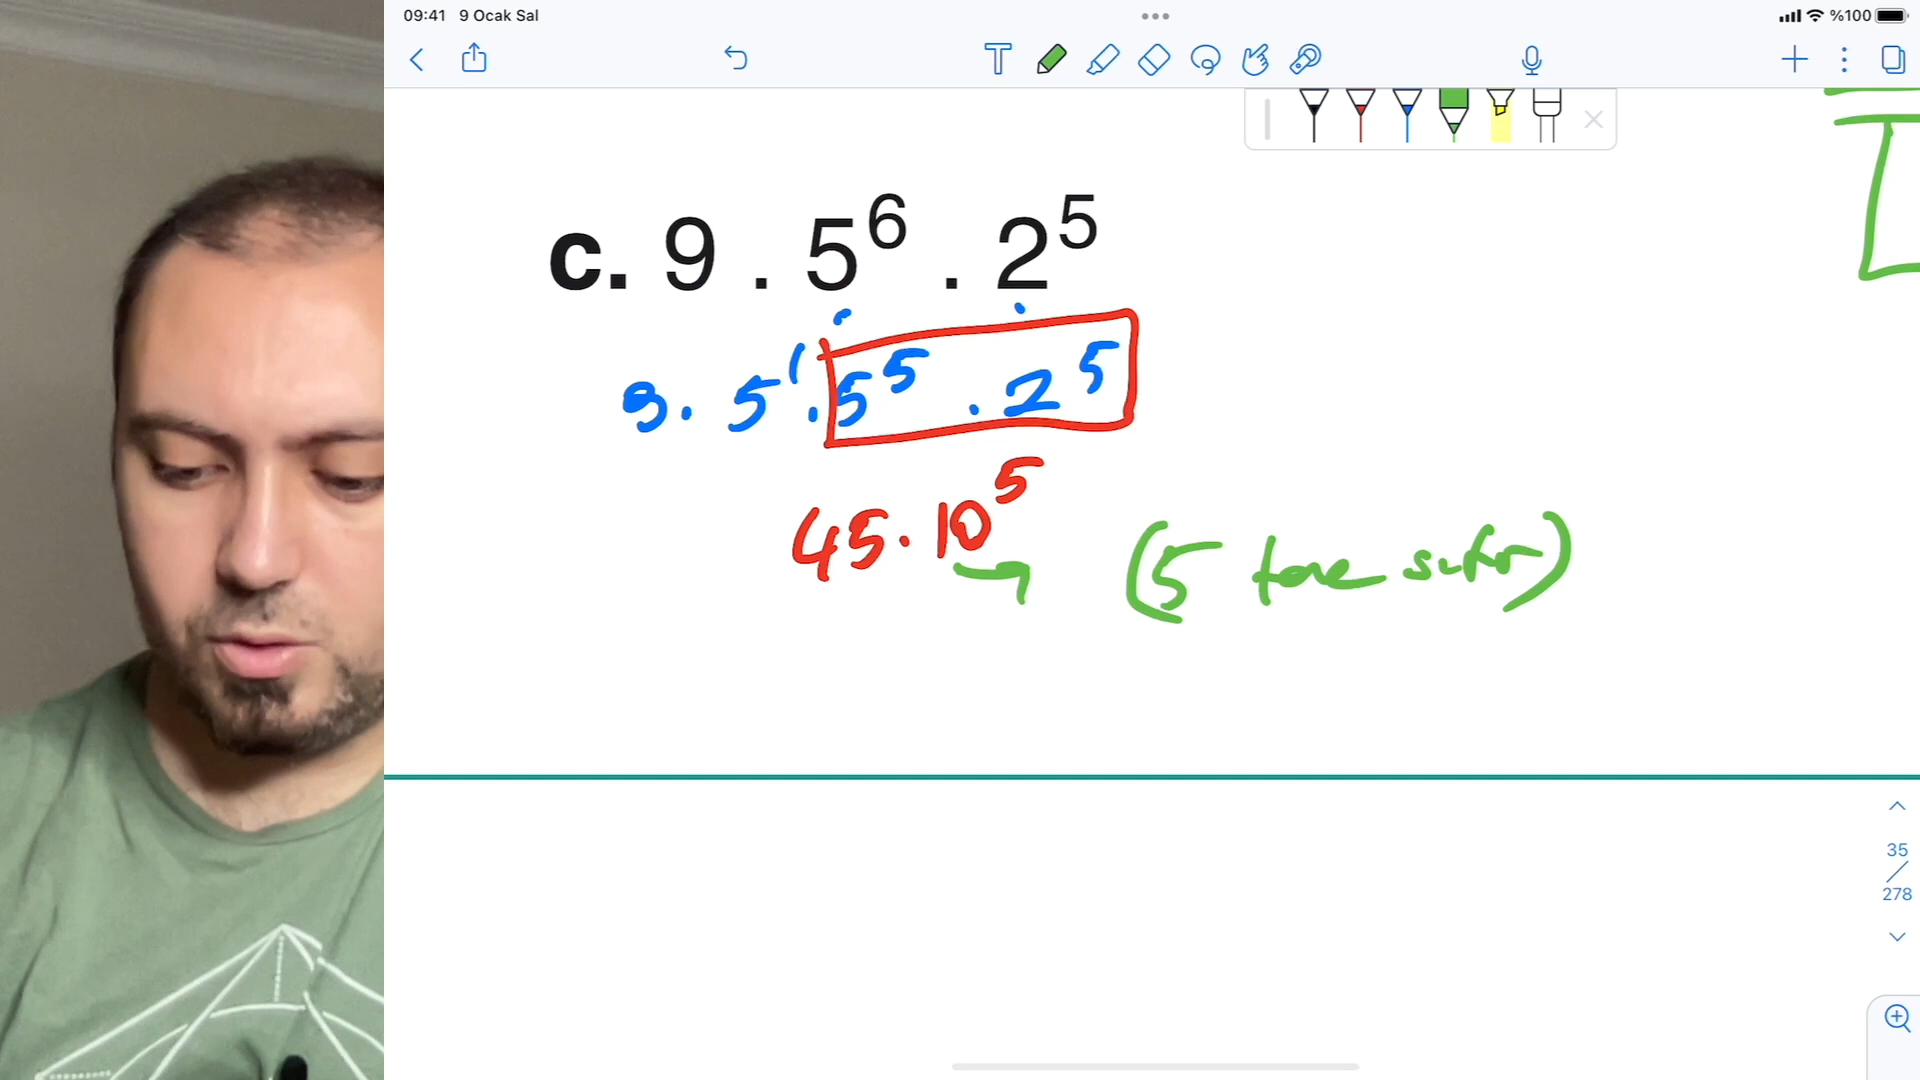 09:41 9 Ocak Sal
%100
c. 9 . 5⁶ . 2⁵
9 . 5¹ . 5⁵ . 2⁵
45 . 10⁵
(5 tane sıfır)
35
278